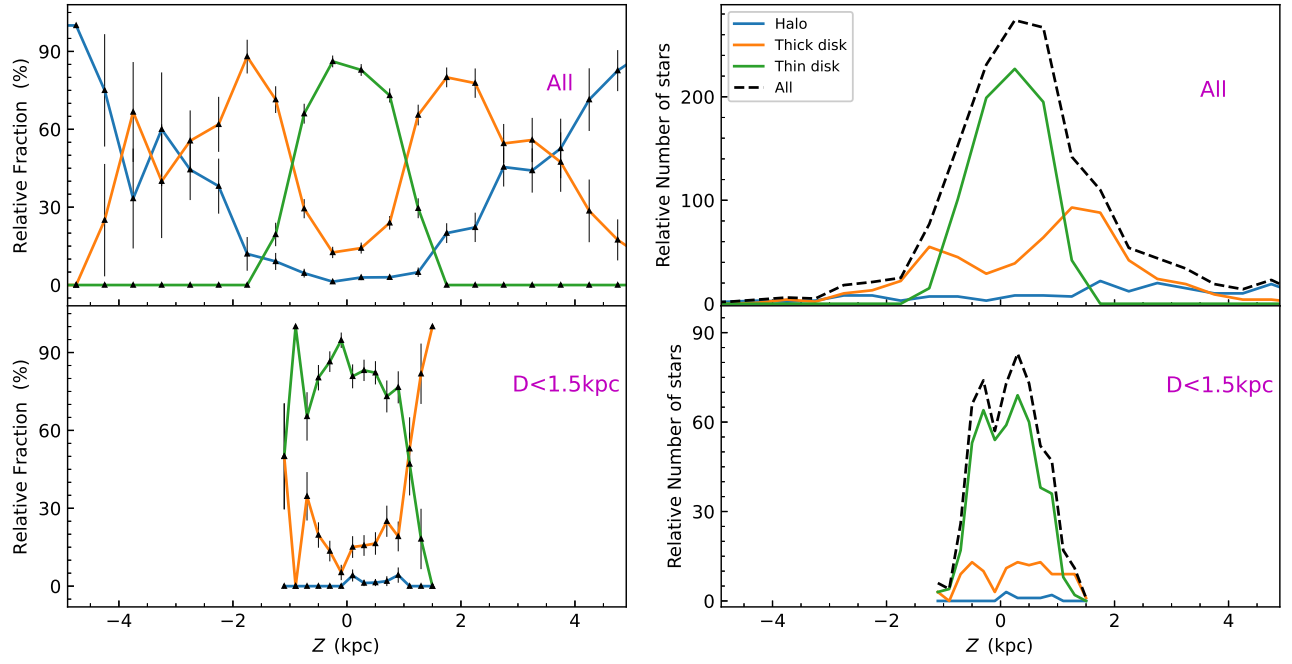 Relative Fraction (%)
90
60
30
0
All
Relative Number of stars
200
100
0
Halo
Thick disk
Thin disk
All
All
Relative Fraction (%)
90
60
30
0
D<1.5kpc
−4
−2
0
2
4
Z (kpc)
Relative Number of stars
90
60
30
0
D<1.5kpc
−4
−2
0
2
4
Z (kpc)